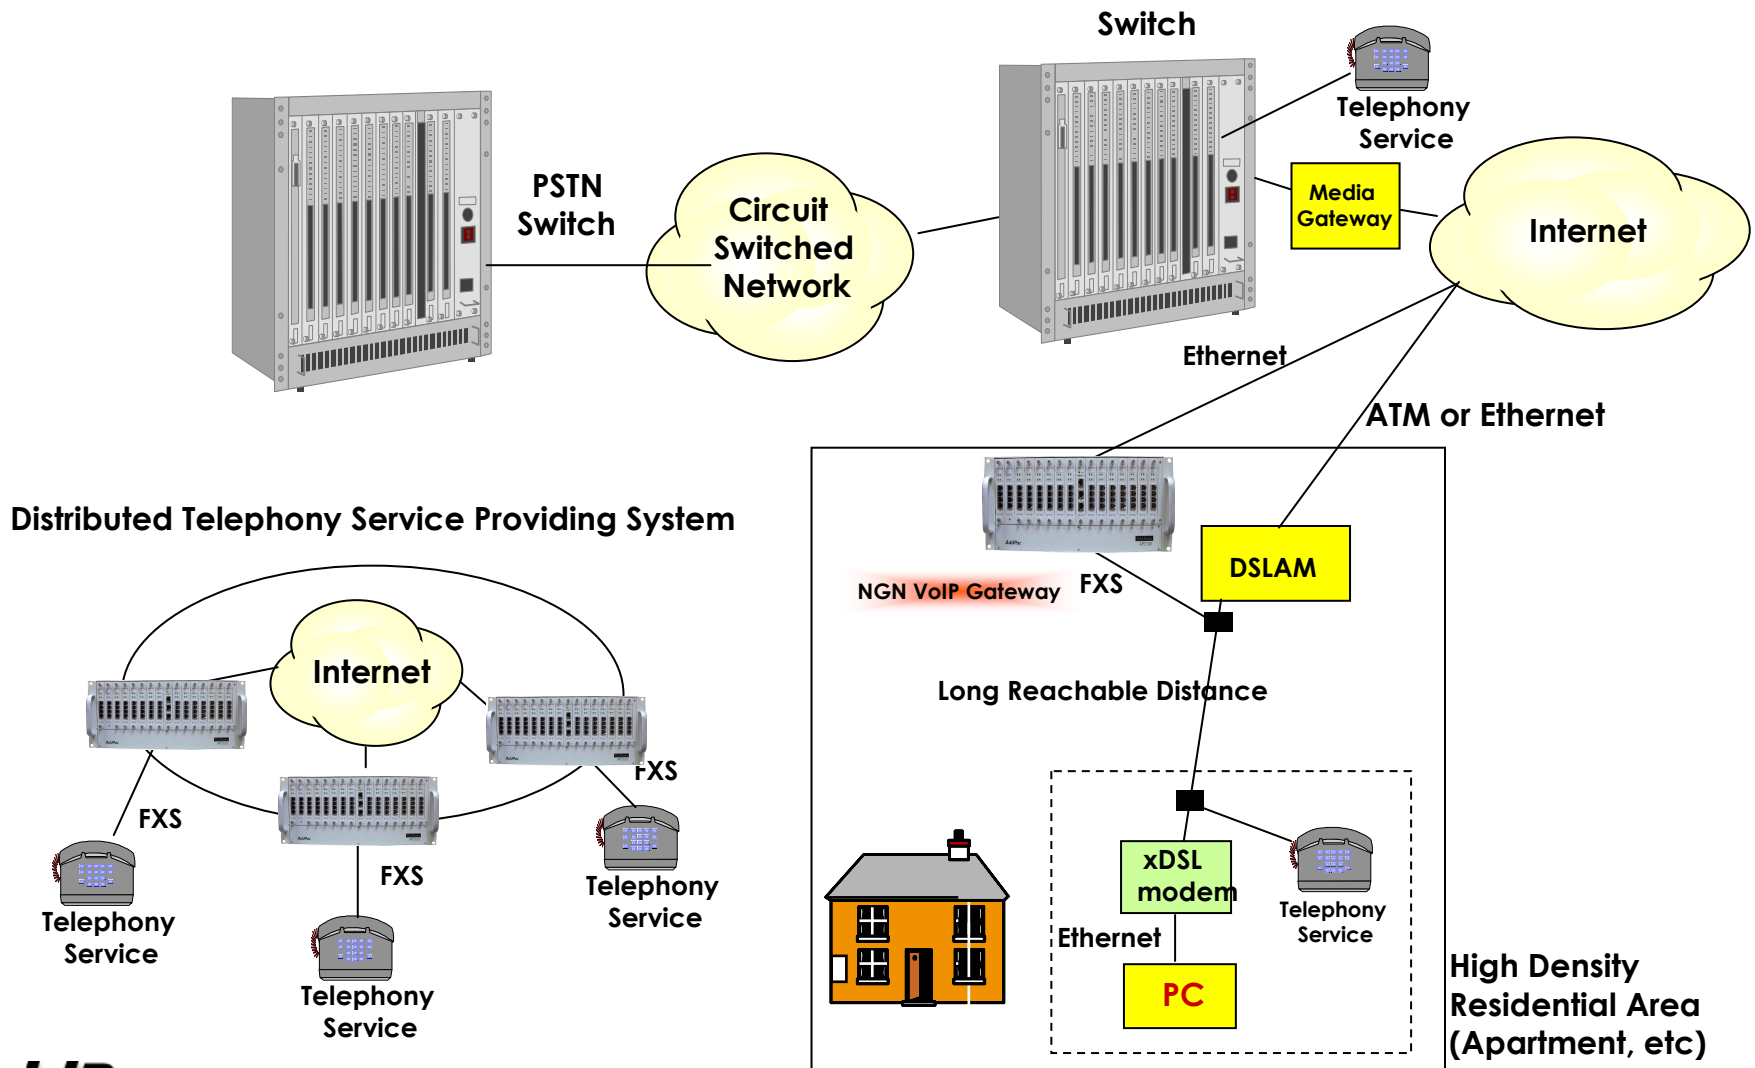 Switch
Telephony
Service
PSTN
Switch
Circuit
Switched
Network
Media
Gateway
Internet
Ethernet
ATM or Ethernet
Distributed Telephony Service Providing System
DSLAM
NGN VoIP Gateway
FXS
Internet
Long Reachable Distance
FXS
FXS
FXS
Telephony
Service
Telephony
Service
Telephony
Service
xDSL
modem
Telephony
Service
Ethernet
PC
High Density
Residential Area
(Apartment, etc)